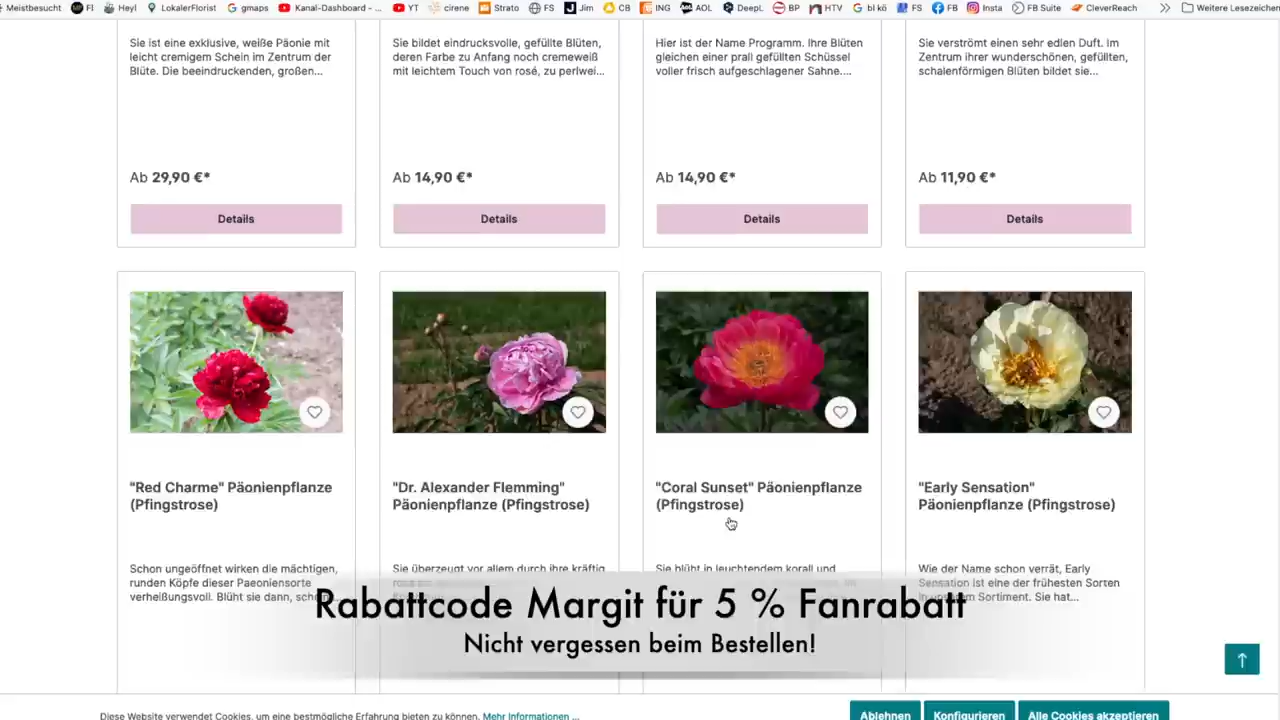 Meistbesucht FI Heyl LokalerFlorist gmaps Kanal-Dashboard - ... YT cirene Strato FS Jim CB ING AOL DeepL BP HTV bl kö FS FB Insta FB Suite CleverReach Weitere Lesezeichen
Sie ist eine exklusive, weiße Päonie mit
leicht cremigem Schein im Zentrum der
Blüte. Die beeindruckenden, großen...
Sie bildet eindrucksvolle, gefüllte Blüten,
deren Farbe zu Anfang noch cremeweiß
mit leichtem Touch von rosé, zu perlwei...
Hier ist der Name Programm. Ihre Blüten
gleichen einer prall gefüllten Schüssel
voller frisch aufgeschlagener Sahne....
Sie verströmt einen sehr edlen Duft. Im
Zentrum ihrer wunderschönen, gefüllten,
schalenförmigen Blüten bildet sie...
Ab 29,90 €*
Ab 14,90 €*
Ab 14,90 €*
Ab 11,90 €*
Details
Details
Details
Details
"Red Charme" Päonienpflanze
(Pfingstrose)
"Dr. Alexander Flemming"
Päonienpflanze (Pfingstrose)
"Coral Sunset" Päonienpflanze
(Pfingstrose)
"Early Sensation"
Päonienpflanze (Pfingstrose)
Schon ungeöffnet wirken die mächtigen,
runden Köpfe dieser Paeoniensorte
verheißungsvoll. Blüht sie dann,
Sie überzeugt vor allem durch ihre kräftig
Sie blüht in leuchtendem korall und
Wie der Name schon verrät, Early
Sensation ist eine der frühesten Sorten
in unserem Sortiment. Sie hat...
Rabattcode Margit für 5 % Fanrabatt
Nicht vergessen beim Bestellen!
Diese Website verwendet Cookies, um eine bestmögliche Erfahrung bieten zu können. Mehr Informationen ...
Ablehnen
Konfigurieren
Alle Cookies akzeptieren